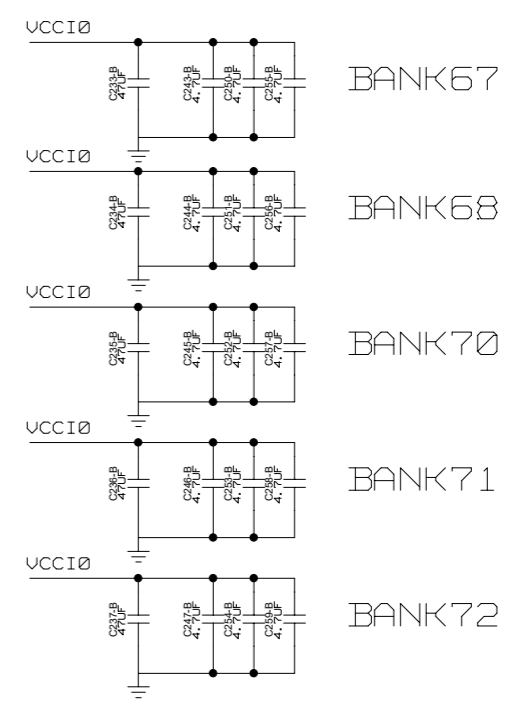 VCCIO
C233-B
47UF
C243-B
4.7UF
C250-B
4.7UF
C255-B
4.7UF
BANK67
VCCIO
C234-B
47UF
C244-B
4.7UF
C251-B
4.7UF
C256-B
4.7UF
BANK68
VCCIO
C235-B
47UF
C245-B
4.7UF
C252-B
4.7UF
C257-B
4.7UF
BANK70
VCCIO
C236-B
47UF
C246-B
4.7UF
C253-B
4.7UF
C258-B
4.7UF
BANK71
VCCIO
C237-B
47UF
C247-B
4.7UF
C254-B
4.7UF
C259-B
4.7UF
BANK72